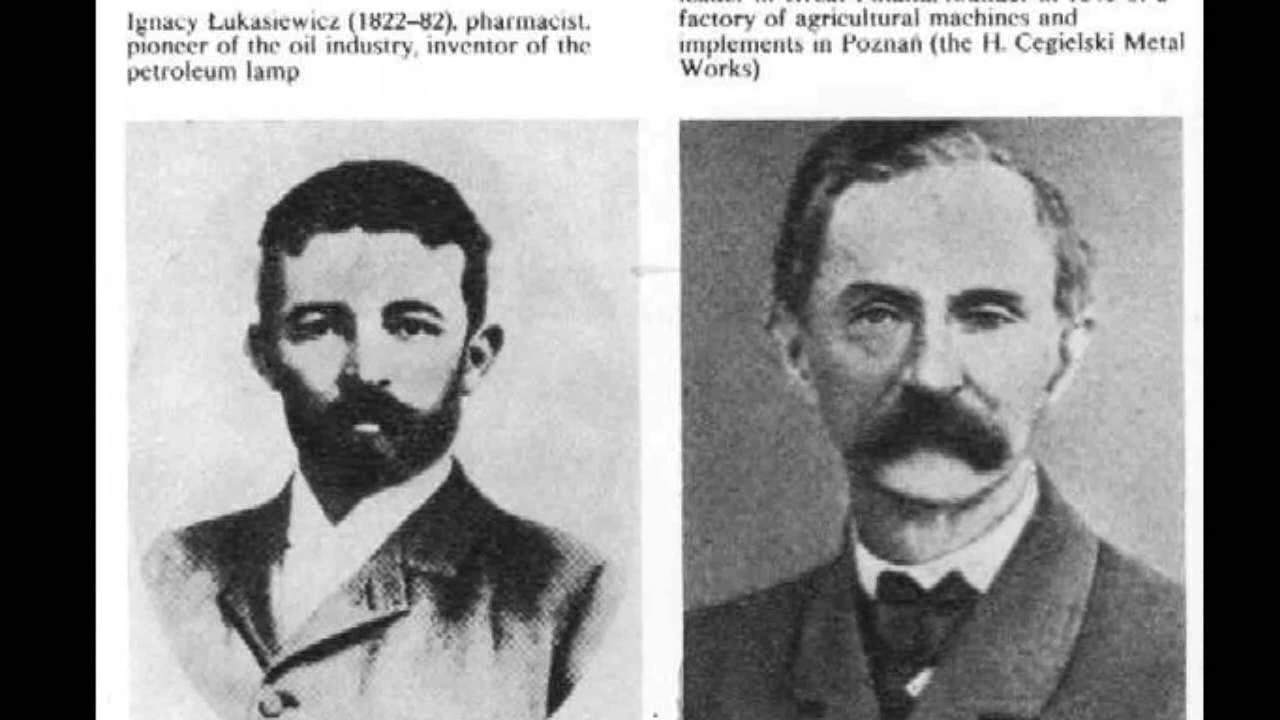 Ignacy Łukasiewicz (1822–82), pharmacist,
pioneer of the oil industry, inventor of the
petroleum lamp
factory of agricultural machines and
implements in Poznań (the H. Cegielski Metal
Works)